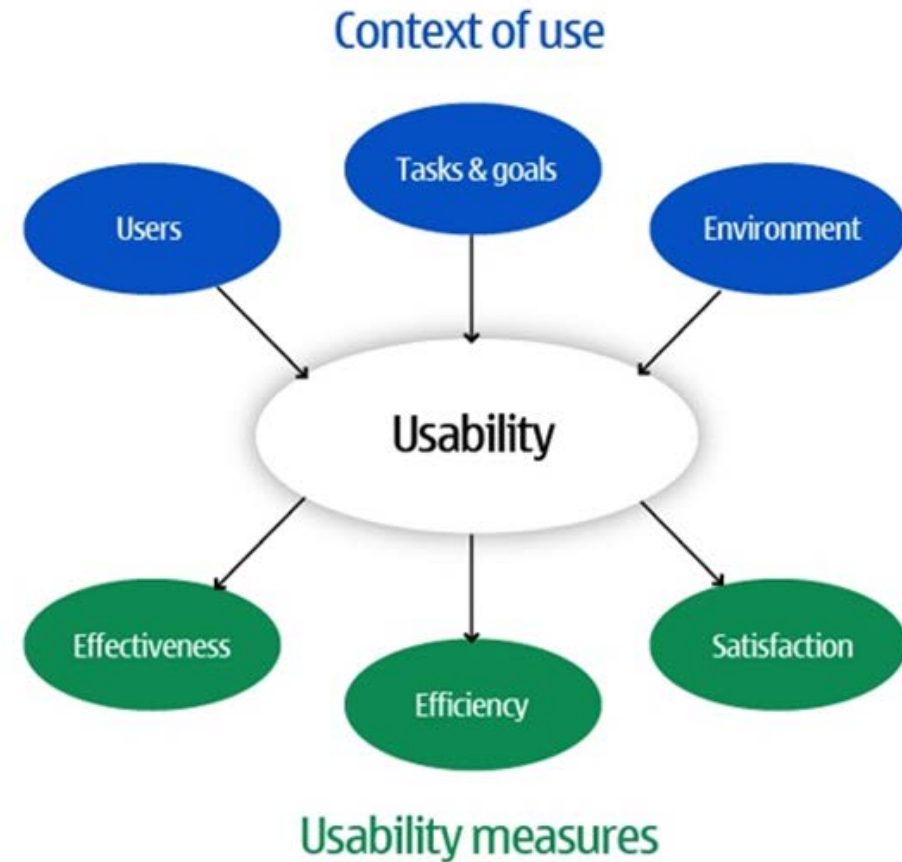 Context of use
Tasks & goals
Users
Environment
Usability
Effectiveness
Satisfaction
Efficiency
Usability measures